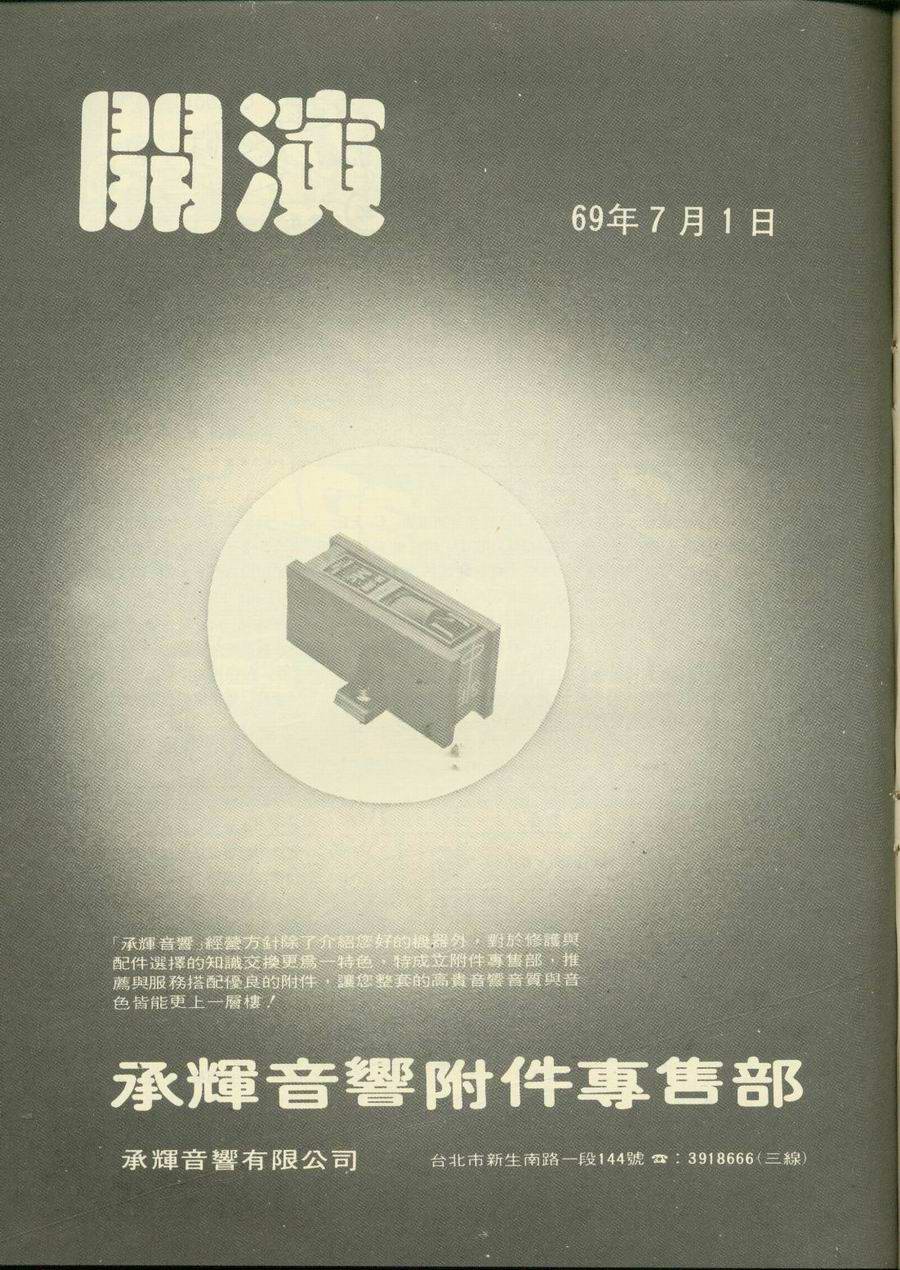 開演
69年7月1日
「承輝音響」經營方針除了介紹您好的機器外，對於修護與
配件選擇的知識交換更爲一特色，特成立附件專售部，推
薦與服務搭配優良的附件，讓您整套的高貴音響音質與音
色皆能更上一層樓！
承輝音響附件專售部
承輝音響有限公司
台北市新生南路一段144號 ☎：3918666(三線)